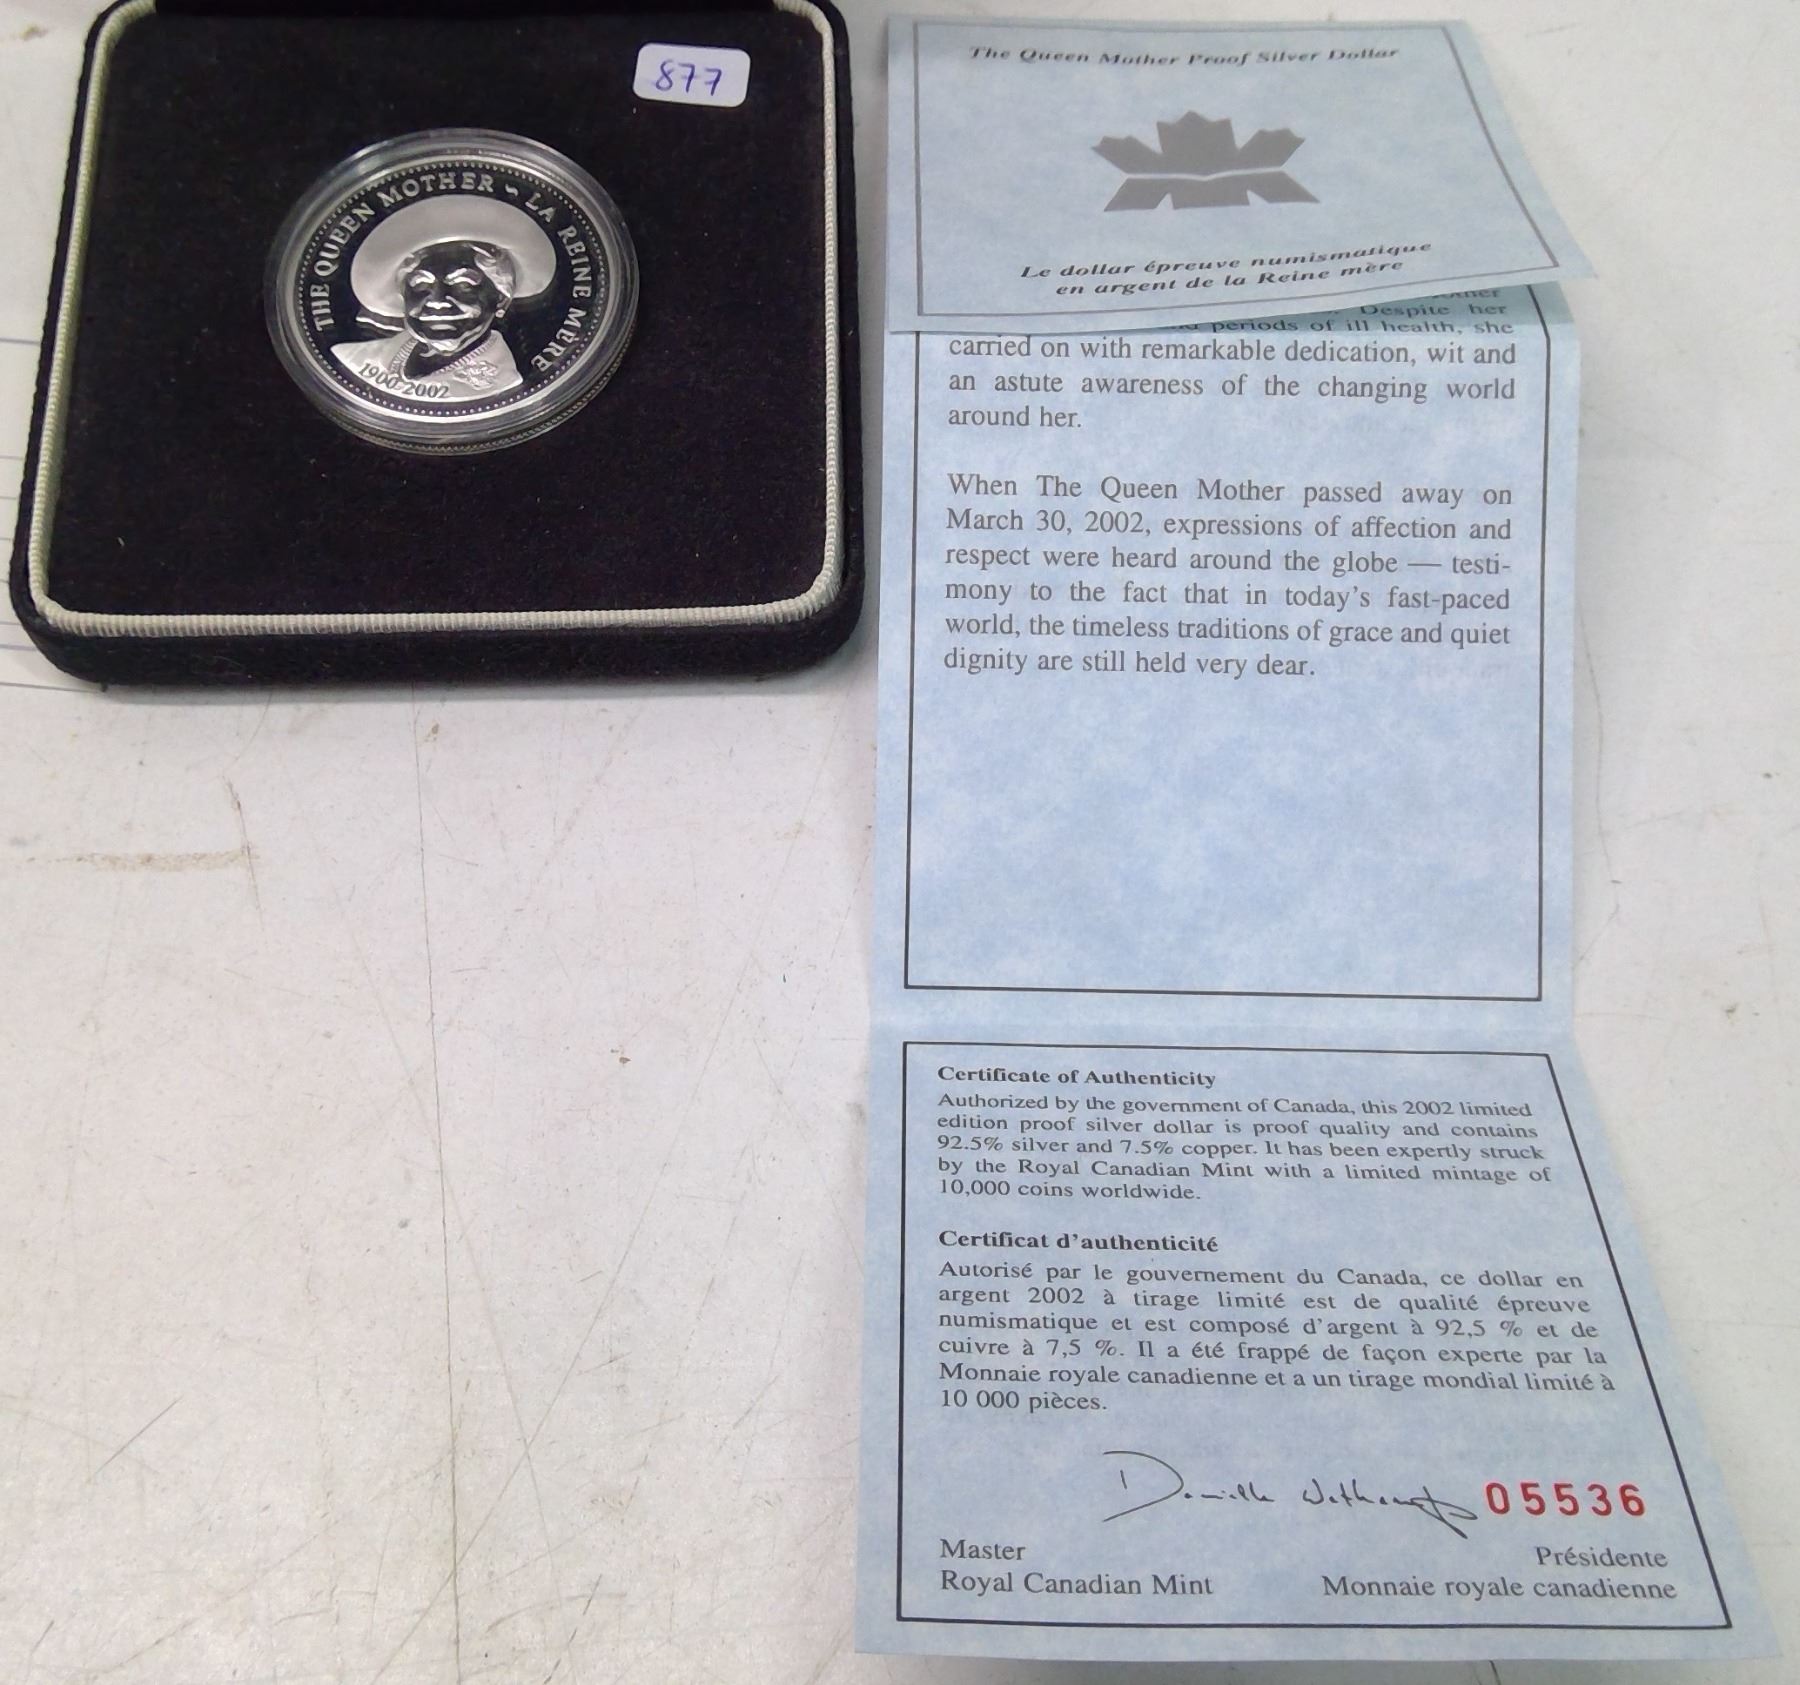 877
THE QUEEN MOTHER ~ LA REINE MÈRE
1900-2002
The Queen Mother Proof Silver Dollar
Le dollar épreuve numismatique
en argent de la Reine mère
Despite her
periods of ill health, she
carried on with remarkable dedication, wit and
an astute awareness of the changing world
around her.
When The Queen Mother passed away on
March 30, 2002, expressions of affection and
respect were heard around the globe — testi-
mony to the fact that in today's fast-paced
world, the timeless traditions of grace and quiet
dignity are still held very dear.
Certificate of Authenticity
Authorized by the government of Canada, this 2002 limited
edition proof silver dollar is proof quality and contains
92.5% silver and 7.5% copper. It has been expertly struck
by the Royal Canadian Mint with a limited mintage of
10,000 coins worldwide.
Certificat d'authenticité
Autorisé par le gouvernement du Canada, ce dollar en
argent 2002 à tirage limité est de qualité épreuve
numismatique et est composé d'argent à 92,5 % et de
cuivre à 7,5 %. Il a été frappé de façon experte par la
Monnaie royale canadienne et a un tirage mondial limité à
10 000 pièces.
05536
Master
Royal Canadian Mint
Présidente
Monnaie royale canadienne